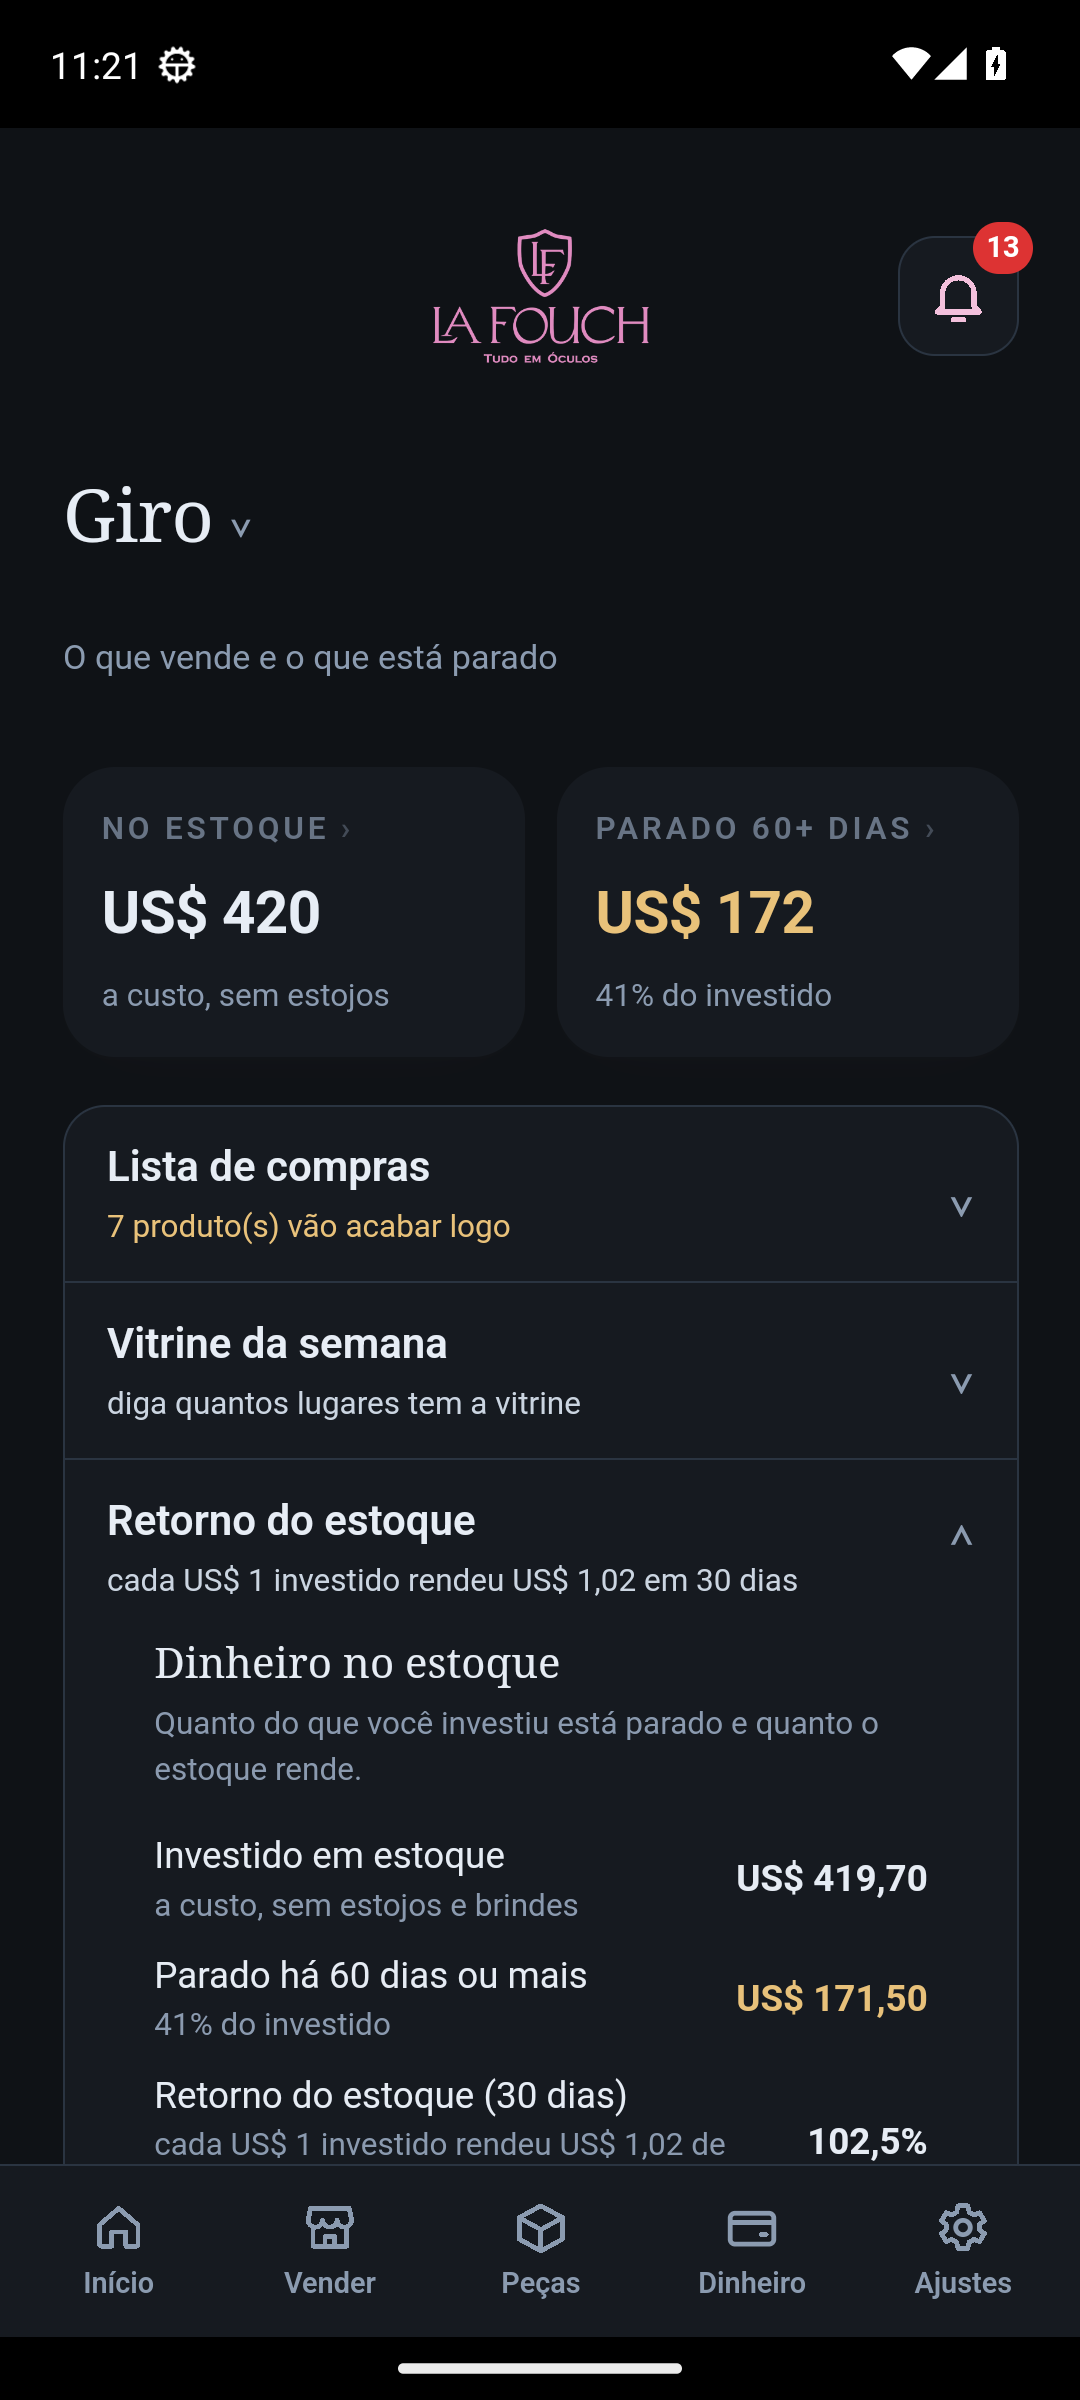 11:21
13
LF
LA FOUCH
TUDO EM ÓCULOS
Giro
O que vende e o que está parado
NO ESTOQUE ›
US$ 420
a custo, sem estojos
PARADO 60+ DIAS ›
US$ 172
41% do investido
Lista de compras
7 produto(s) vão acabar logo
Vitrine da semana
diga quantos lugares tem a vitrine
Retorno do estoque
cada US$ 1 investido rendeu US$ 1,02 em 30 dias
Dinheiro no estoque
Quanto do que você investiu está parado e quanto o
estoque rende.
Investido em estoque
a custo, sem estojos e brindes
US$ 419,70
Parado há 60 dias ou mais
41% do investido
US$ 171,50
Retorno do estoque (30 dias)
cada US$ 1 investido rendeu US$ 1,02 de
102,5%
Início
Vender
Peças
Dinheiro
Ajustes